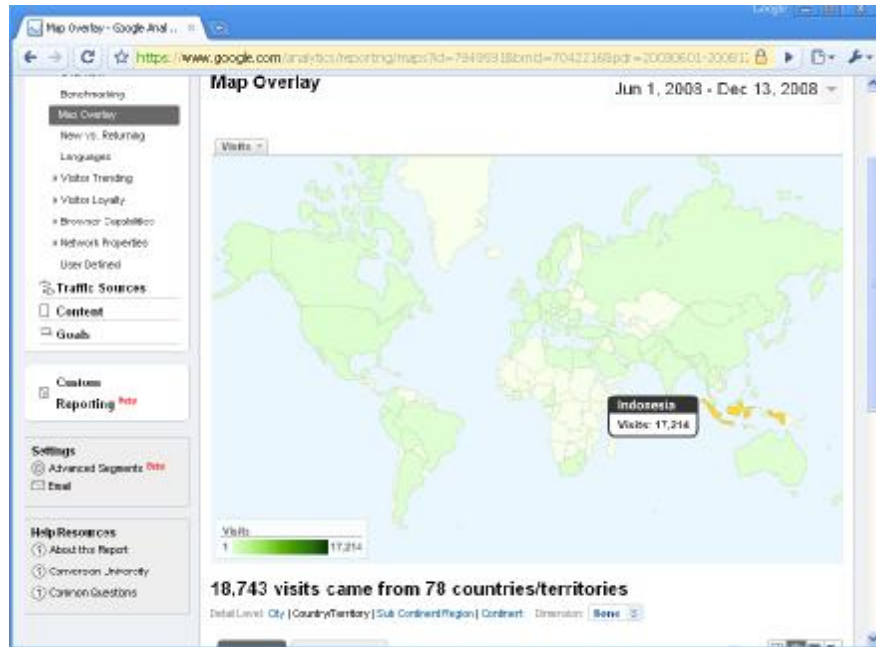 Google
Map Overlay - Google Anal...
https://www.google.com/analytics/reporting/maps?id=
Benchmarking
Map Overlay
New vs. Returning
Languages
» Visitor Trending
» Visitor Loyalty
» Browser Capabilities
» Network Properties
User Defined
Traffic Sources
Content
Goals
Custom
Reporting Beta
Settings
Advanced Segments Beta
Email
Help Resources
? About this Report
? Conversion University
? Common Questions
Map Overlay
Jun 1, 2008 - Dec 13, 2008
Visits
Indonesia
Visits: 17,214
Visits
1 17,214
18,743 visits came from 78 countries/territories
Detail Level: City | Country/Territory | Sub Continent Region | Continent Dimension: None